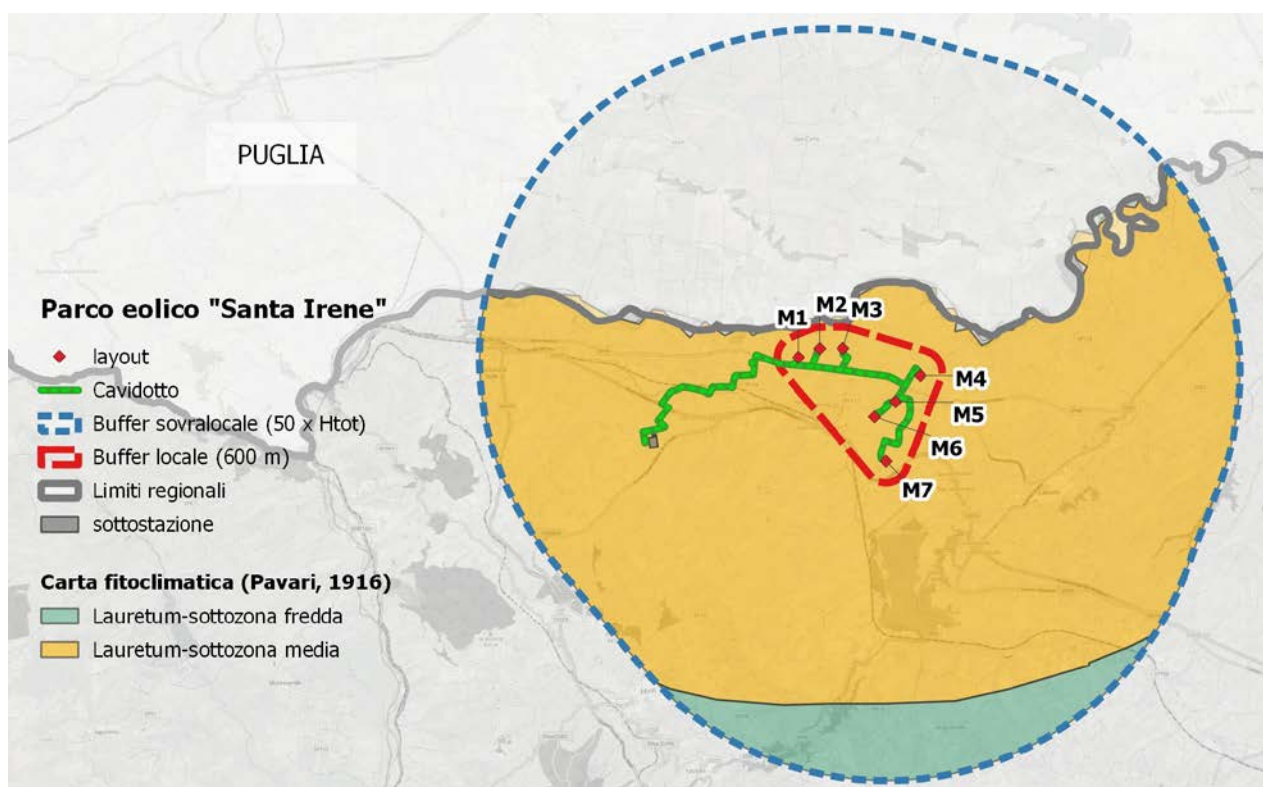 PUGLIA
Parco eolico "Santa Irene"
layout
Cavidotto
Buffer sovralocale (50 x Htot)
Buffer locale (600 m)
Limiti regionali
sottostazione
Carta fitoclimatica (Pavari, 1916)
Lauretum-sottozona fredda
Lauretum-sottozona media
M1
M2
M3
M4
M5
M6
M7